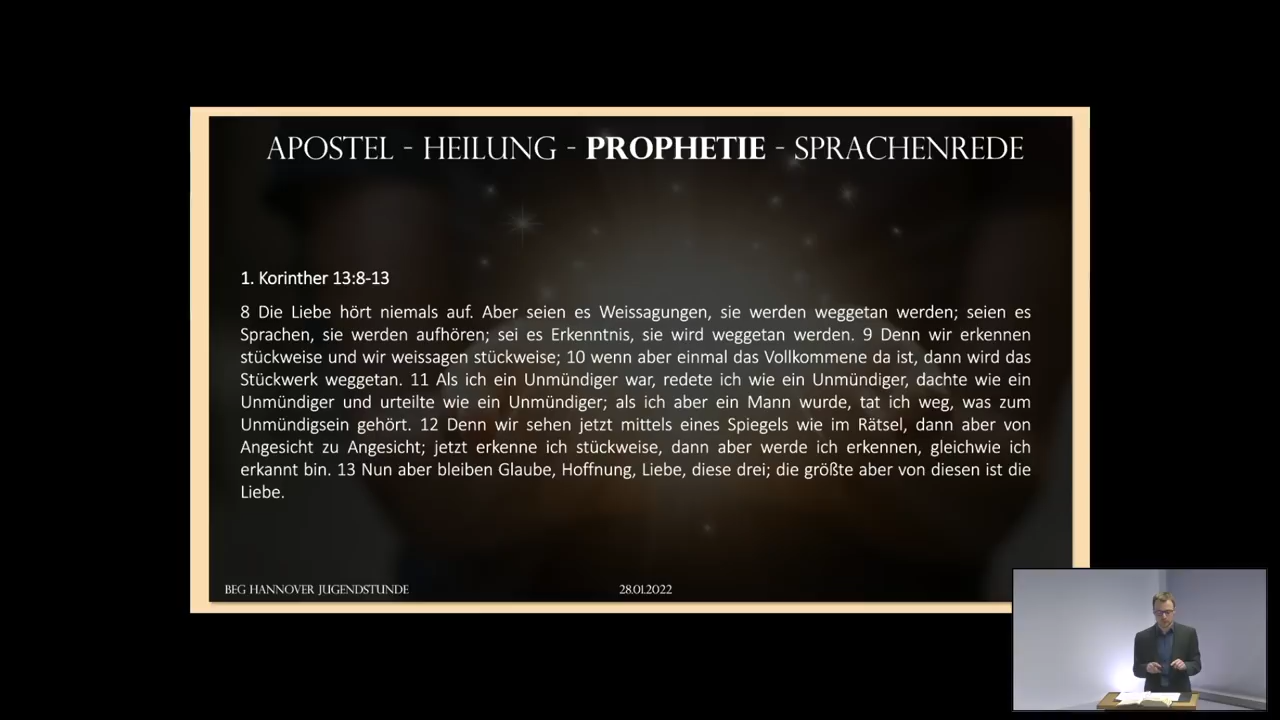 APOSTEL - HEILUNG - PROPHETIE - SPRACHENREDE
1. Korinther 13:8-13
8 Die Liebe hört niemals auf. Aber seien es Weissagungen, sie werden weggetan werden; seien es
Sprachen, sie werden aufhören; sei es Erkenntnis, sie wird weggetan werden. 9 Denn wir erkennen
stückweise und wir weissagen stückweise; 10 wenn aber einmal das Vollkommene da ist, dann wird das
Stückwerk weggetan. 11 Als ich ein Unmündiger war, redete ich wie ein Unmündiger, dachte wie ein
Unmündiger und urteilte wie ein Unmündiger; als ich aber ein Mann wurde, tat ich weg, was zum
Unmündigsein gehört. 12 Denn wir sehen jetzt mittels eines Spiegels wie im Rätsel, dann aber von
Angesicht zu Angesicht; jetzt erkenne ich stückweise, dann aber werde ich erkennen, gleichwie ich
erkannt bin. 13 Nun aber bleiben Glaube, Hoffnung, Liebe, diese drei; die größte aber von diesen ist die
Liebe.
BEG HANNOVER JUGENDSTUNDE
28.01.2022